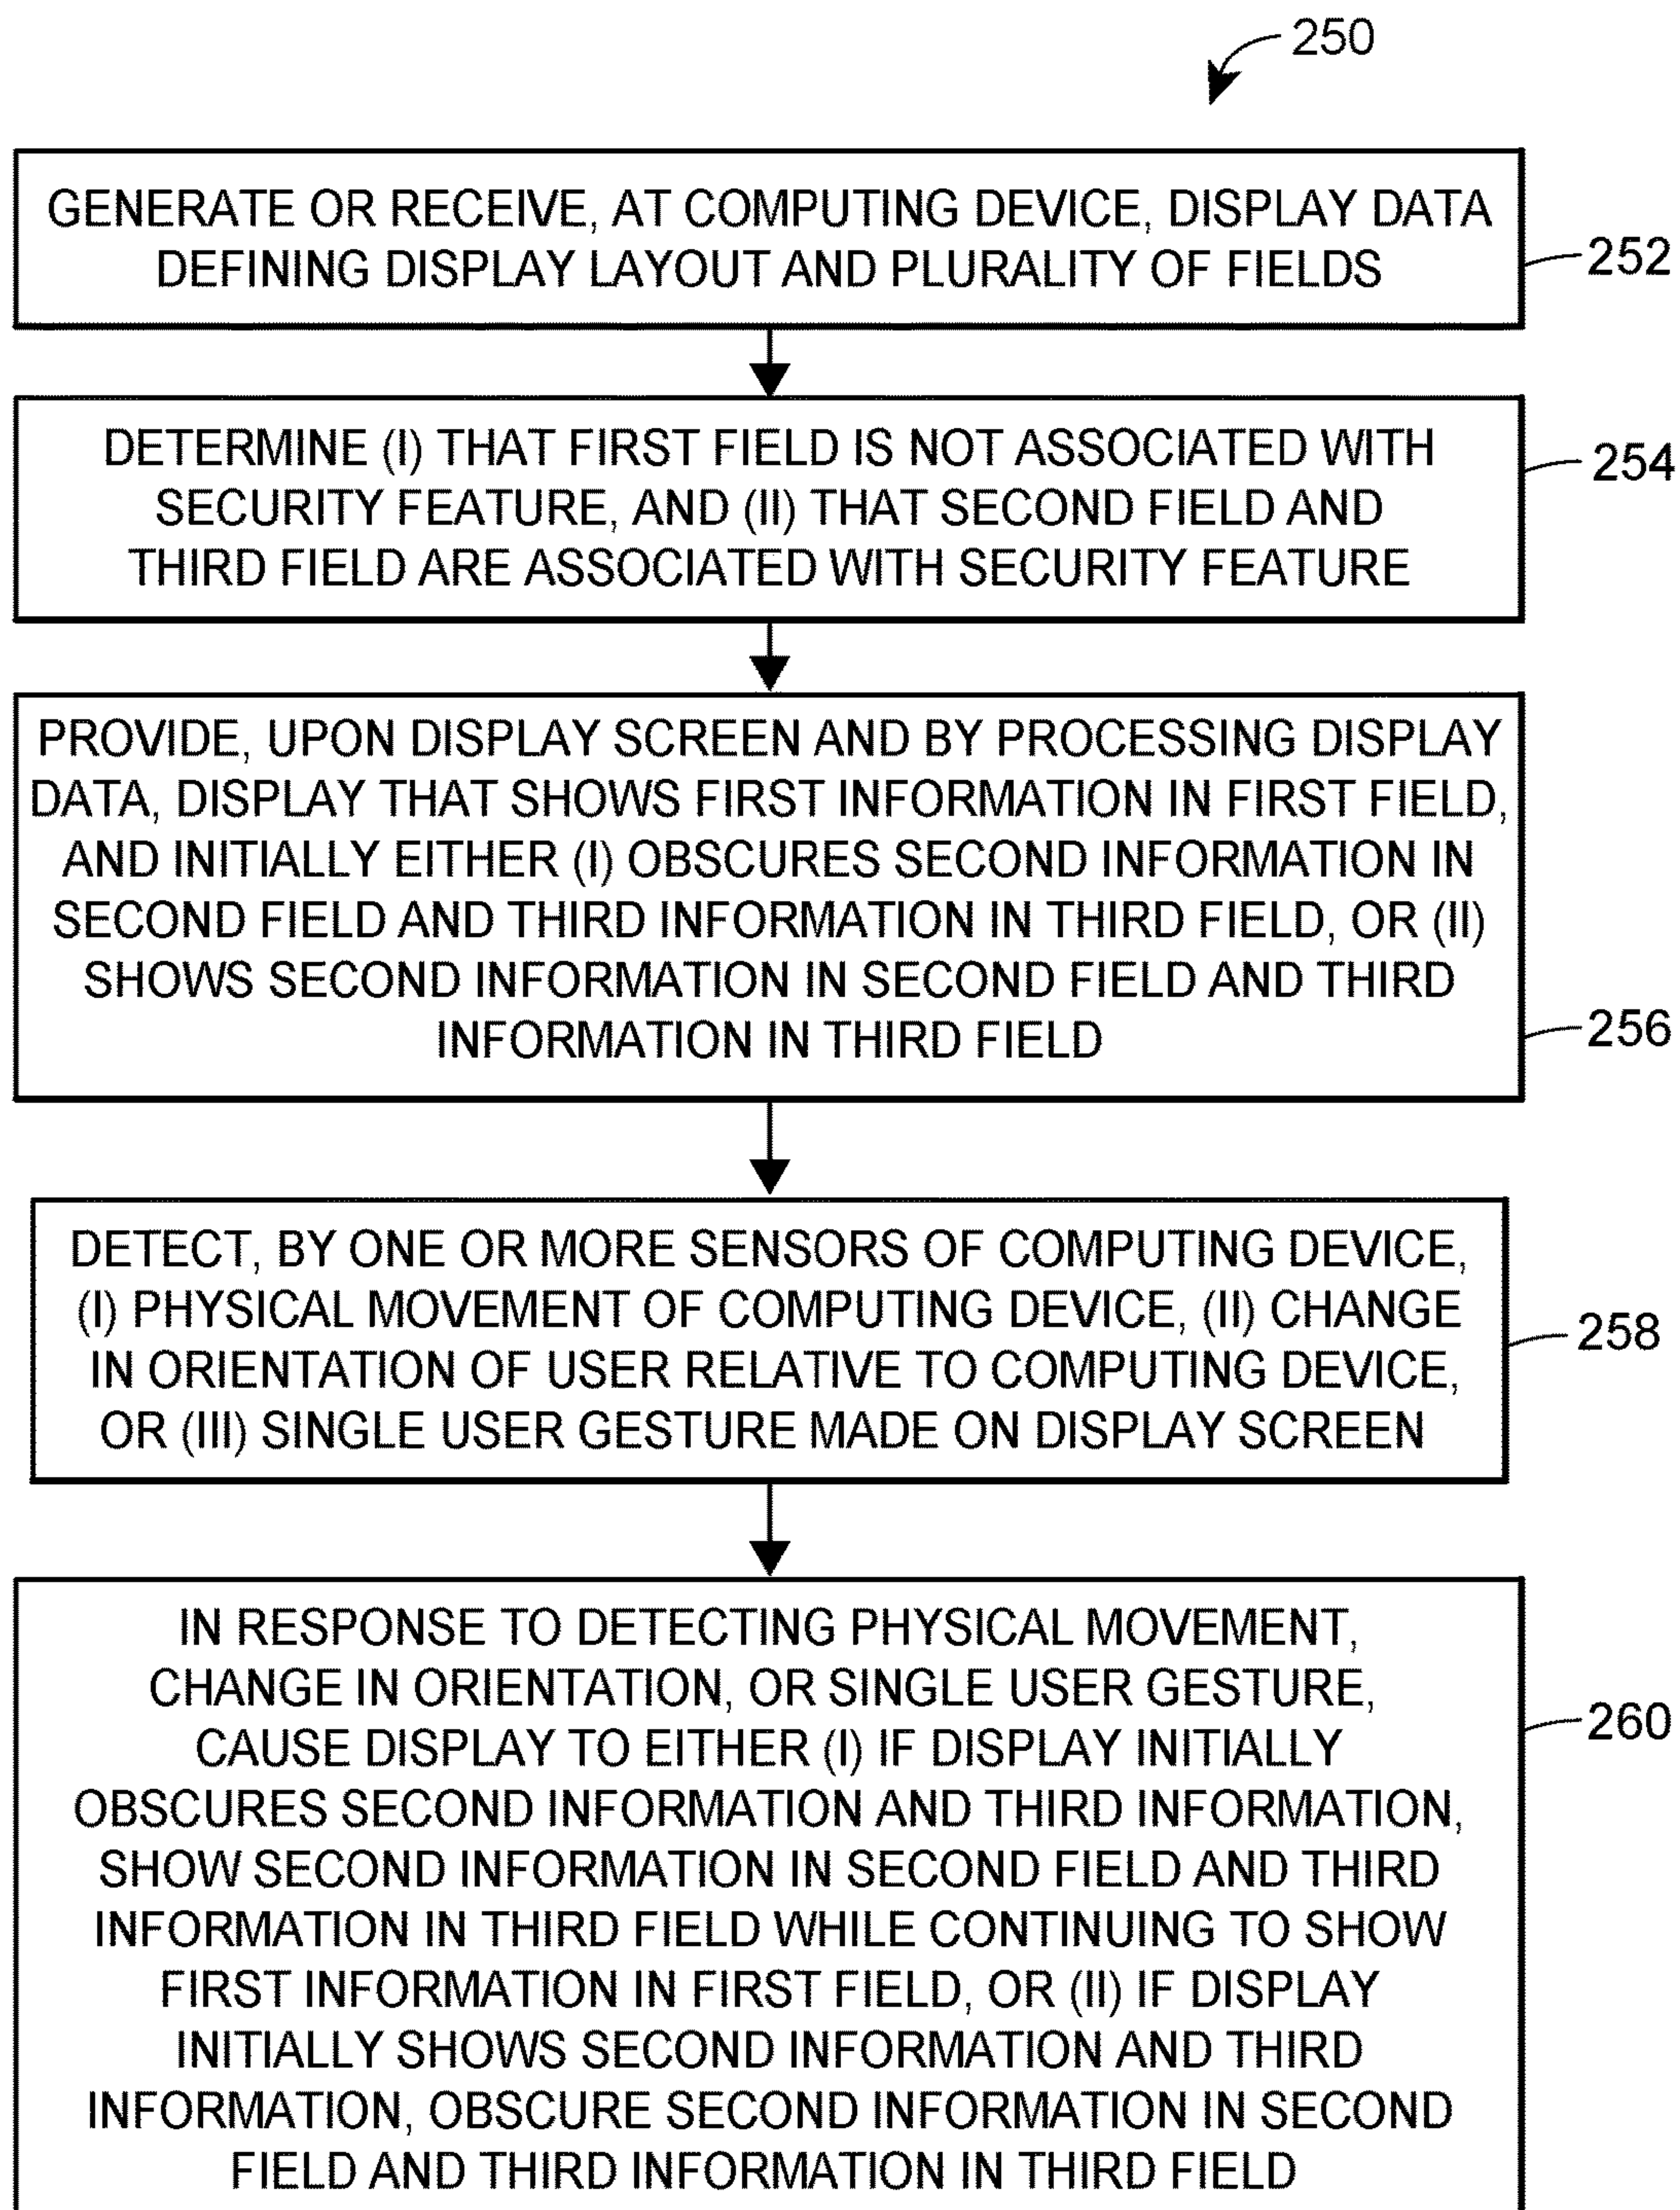 250
GENERATE OR RECEIVE, AT COMPUTING DEVICE, DISPLAY DATA
DEFINING DISPLAY LAYOUT AND PLURALITY OF FIELDS
252
DETERMINE (I) THAT FIRST FIELD IS NOT ASSOCIATED WITH
SECURITY FEATURE, AND (II) THAT SECOND FIELD AND
THIRD FIELD ARE ASSOCIATED WITH SECURITY FEATURE
254
PROVIDE, UPON DISPLAY SCREEN AND BY PROCESSING DISPLAY
DATA, DISPLAY THAT SHOWS FIRST INFORMATION IN FIRST FIELD,
AND INITIALLY EITHER (I) OBSCURES SECOND INFORMATION IN
SECOND FIELD AND THIRD INFORMATION IN THIRD FIELD, OR (II)
SHOWS SECOND INFORMATION IN SECOND FIELD AND THIRD
INFORMATION IN THIRD FIELD
256
DETECT, BY ONE OR MORE SENSORS OF COMPUTING DEVICE,
(I) PHYSICAL MOVEMENT OF COMPUTING DEVICE, (II) CHANGE
IN ORIENTATION OF USER RELATIVE TO COMPUTING DEVICE,
OR (III) SINGLE USER GESTURE MADE ON DISPLAY SCREEN
258
IN RESPONSE TO DETECTING PHYSICAL MOVEMENT,
CHANGE IN ORIENTATION, OR SINGLE USER GESTURE,
CAUSE DISPLAY TO EITHER (I) IF DISPLAY INITIALLY
OBSCURES SECOND INFORMATION AND THIRD INFORMATION,
SHOW SECOND INFORMATION IN SECOND FIELD AND THIRD
INFORMATION IN THIRD FIELD WHILE CONTINUING TO SHOW
FIRST INFORMATION IN FIRST FIELD, OR (II) IF DISPLAY
INITIALLY SHOWS SECOND INFORMATION AND THIRD
INFORMATION, OBSCURE SECOND INFORMATION IN SECOND
FIELD AND THIRD INFORMATION IN THIRD FIELD
260